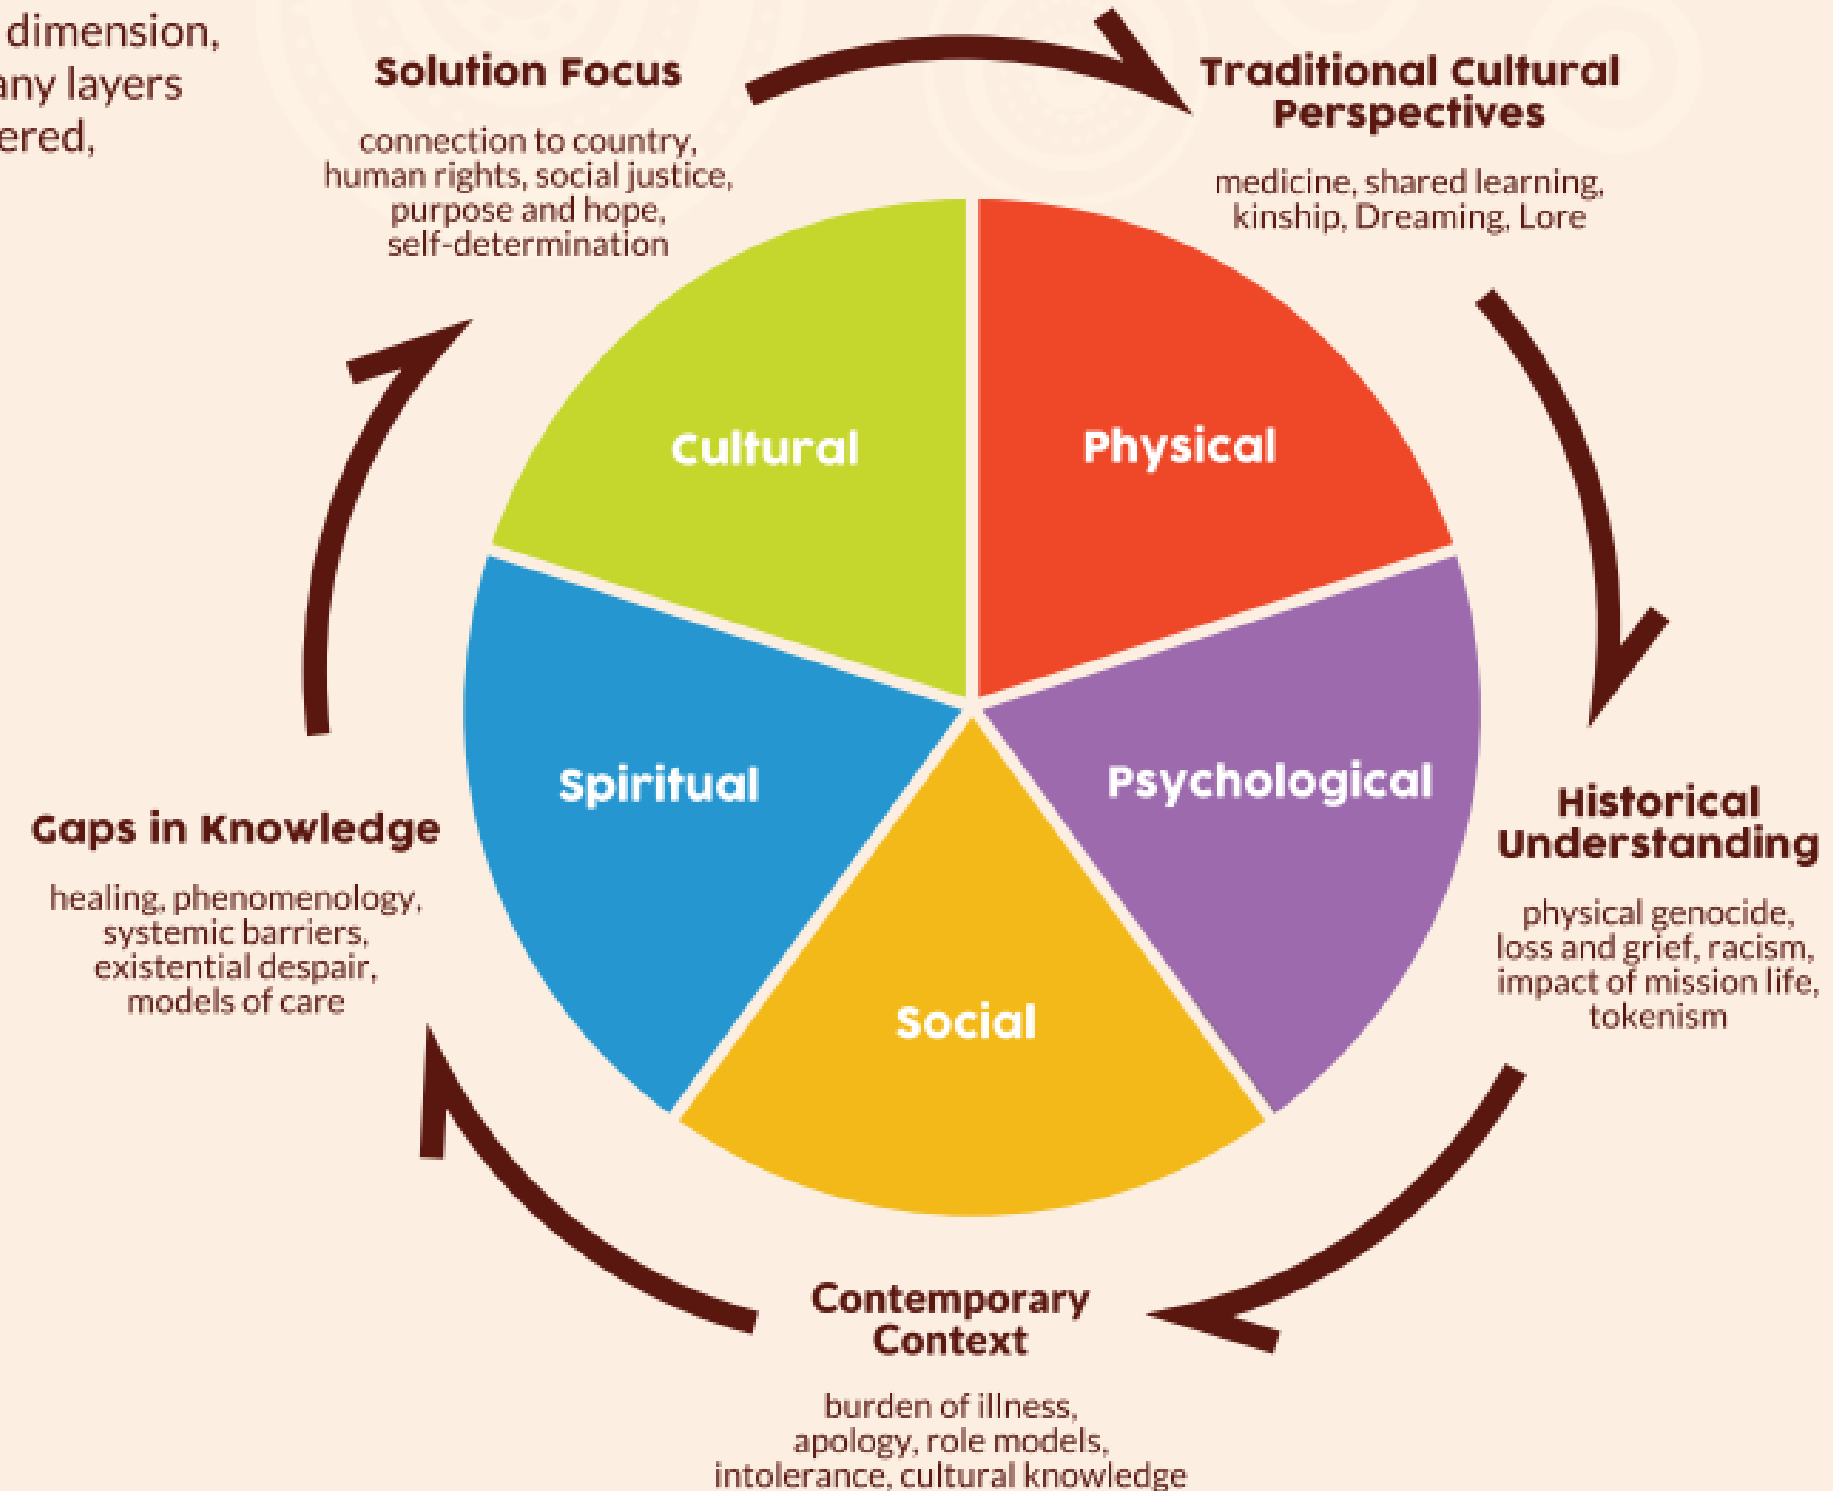 dimension,
any layers
ered,
Solution Focus
connection to country,
human rights, social justice,
purpose and hope,
self-determination
Traditional Cultural
Perspectives
medicine, shared learning,
kinship, Dreaming, Lore
Cultural
Physical
Spiritual
Psychological
Social
Historical
Understanding
physical genocide,
loss and grief, racism,
impact of mission life,
tokenism
Contemporary
Context
burden of illness,
apology, role models,
intolerance, cultural knowledge
Gaps in Knowledge
healing, phenomenology,
systemic barriers,
existential despair,
models of care